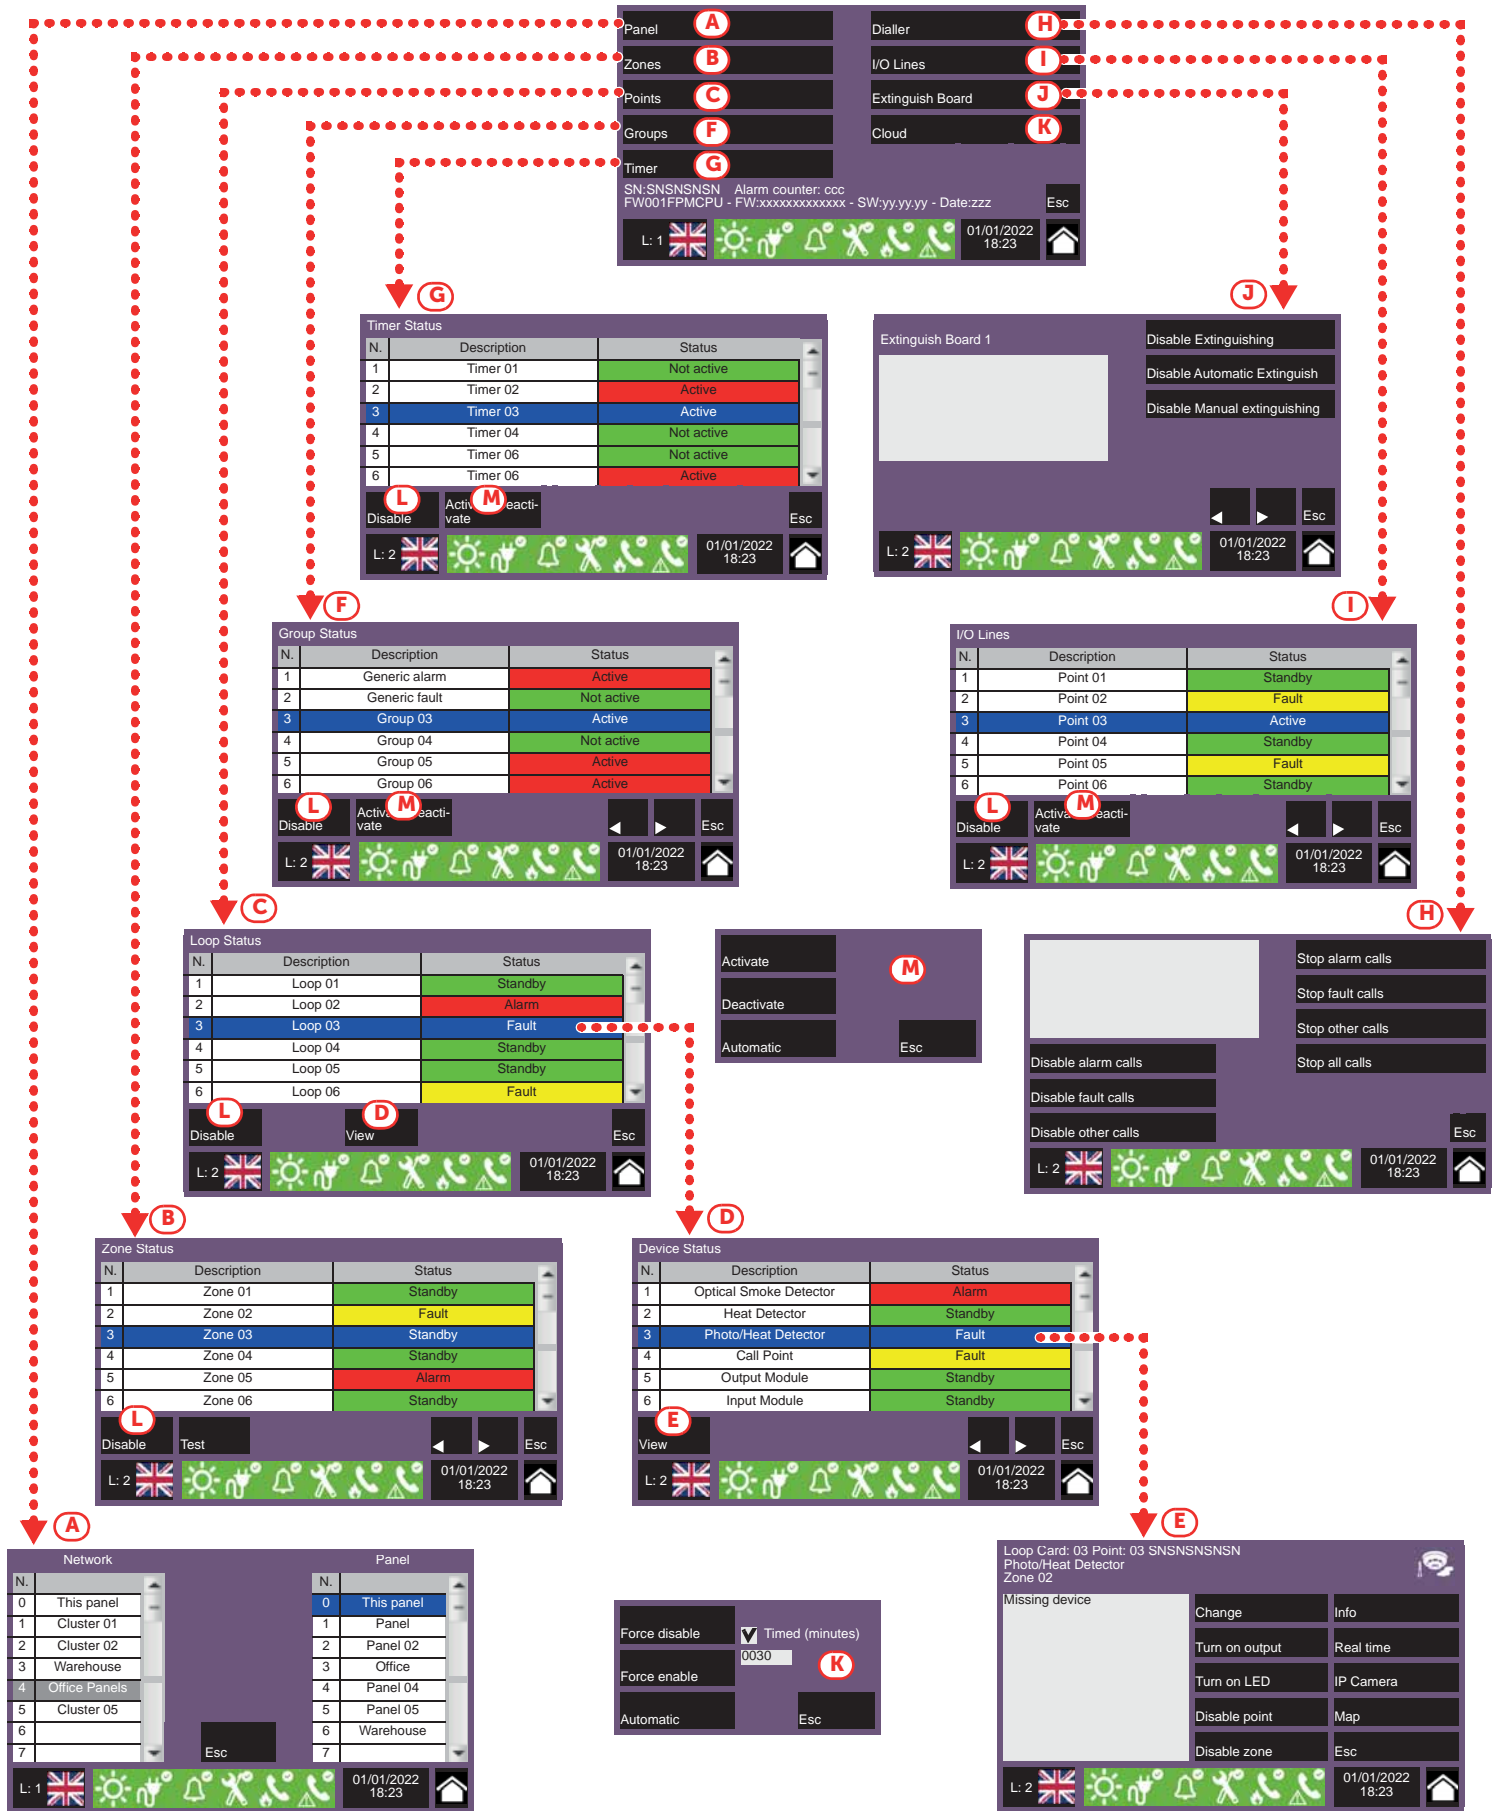 Panel A Dialler H
Zones B I/O Lines I
Points C Extinguish Board J
Groups F Cloud K
Timer G
SN:SNSNSNSN Alarm counter: ccc
FW001FPMCPU - FW:xxxxxxxxxxxxx - SW:yy.yy.yy - Date:zzz Esc
L: 1 01/01/2022
18:23
G
Timer Status
N. Description Status
1 Timer 01 Not active
2 Timer 02 Active
3 Timer 03 Active
4 Timer 04 Not active
5 Timer 06 Not active
6 Timer 06 Active
L M
Disable
vate
Esc
L: 2 01/01/2022
18:23
J
Extinguish Board 1
Disable Extinguishing
Disable Automatic Extinguish
Disable Manual extinguishing
Esc
L: 2 01/01/2022
18:23
F
Group Status
N. Description Status
1 Generic alarm Active
2 Generic fault Not active
3 Group 03 Active
4 Group 04 Not active
5 Group 05 Active
6 Group 06 Active
L M
Disable
vate
Esc
L: 2 01/01/2022
18:23
I
I/O Lines
N. Description Status
1 Point 01 Standby
2 Point 02 Fault
3 Point 03 Active
4 Point 04 Standby
5 Point 05 Fault
6 Point 06 Standby
L M
Disable
vate
Esc
L: 2 01/01/2022
18:23
C
Loop Status
N. Description Status
1 Loop 01 Standby
2 Loop 02 Alarm
3 Loop 03 Fault
4 Loop 04 Standby
5 Loop 05 Standby
6 Loop 06 Fault
L D
Disable View Esc
L: 2 01/01/2022
18:23
Activate M
Deactivate
Automatic Esc
H
Stop alarm calls
Stop fault calls
Stop other calls
Disable alarm calls Stop all calls
Disable fault calls
Disable other calls Esc
L: 2 01/01/2022
18:23
B
Zone Status
N. Description Status
1 Zone 01 Standby
2 Zone 02 Fault
3 Zone 03 Standby
4 Zone 04 Standby
5 Zone 05 Alarm
6 Zone 06 Standby
L
Disable Test Esc
L: 2 01/01/2022
18:23
D
Device Status
N. Description Status
1 Optical Smoke Detector Alarm
2 Heat Detector Standby
3 Photo/Heat Detector Fault
4 Call Point Fault
5 Output Module Standby
6 Input Module Standby
E
View Esc
L: 2 01/01/2022
18:23
A
Network
N.
0 This panel
1 Cluster 01
2 Cluster 02
3 Warehouse
4 Office Panels
5 Cluster 05
6
7
Esc
Panel
N.
0 This panel
1 Panel
2 Panel 02
3 Office
4 Panel 04
5 Panel 05
6 Warehouse
7
L: 1 01/01/2022
18:23
Force disable Timed (minutes)
0030
Force enable K
Automatic Esc
E
Loop Card: 03 Point: 03 SNSNSNSNSN
Photo/Heat Detector
Zone 02
Missing device
Change Info
Turn on output Real time
Turn on LED IP Camera
Disable point Map
Disable zone Esc
L: 2 01/01/2022
18:23